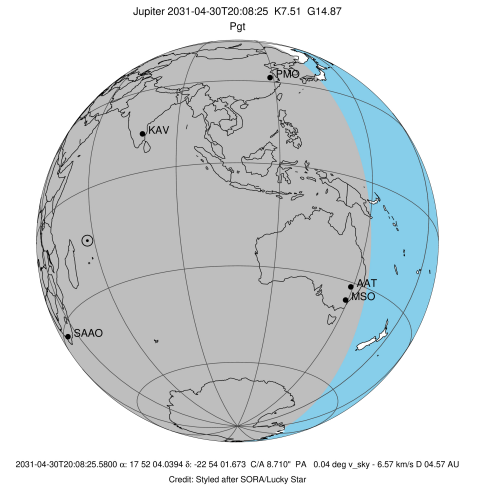 Jupiter 2031-04-30T20:08:25 K7.51 G14.87
Pgt
PMO
KAV
AAT
MSO
SAAO
2031-04-30T20:08:25.5800 α: 17 52 04.0394 δ: -22 54 01.673 C/A 8.710" PA 0.04 deg v_sky - 6.57 km/s D 04.57 AU
Credit: Styled after SORA/Lucky Star